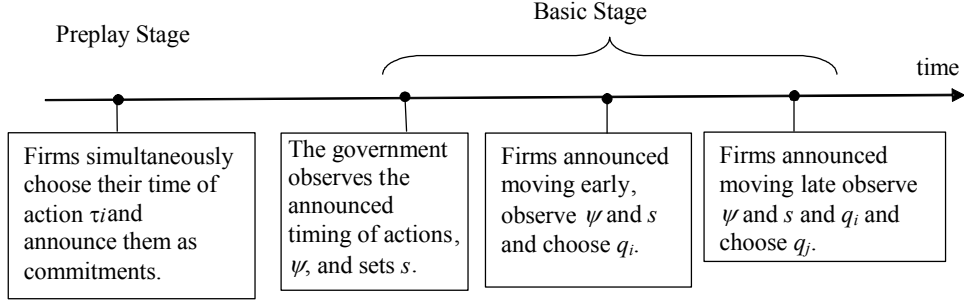 Basic Stage
Preplay Stage
time
Firms simultaneously
choose their time of
action τi and
announce them as
commitments.
The government
observes the
announced
timing of actions,
ψ, and sets s.
Firms announced
moving early,
observe ψ and s
and choose qi.
Firms announced
moving late observe
ψ and s and qi and
choose qj.